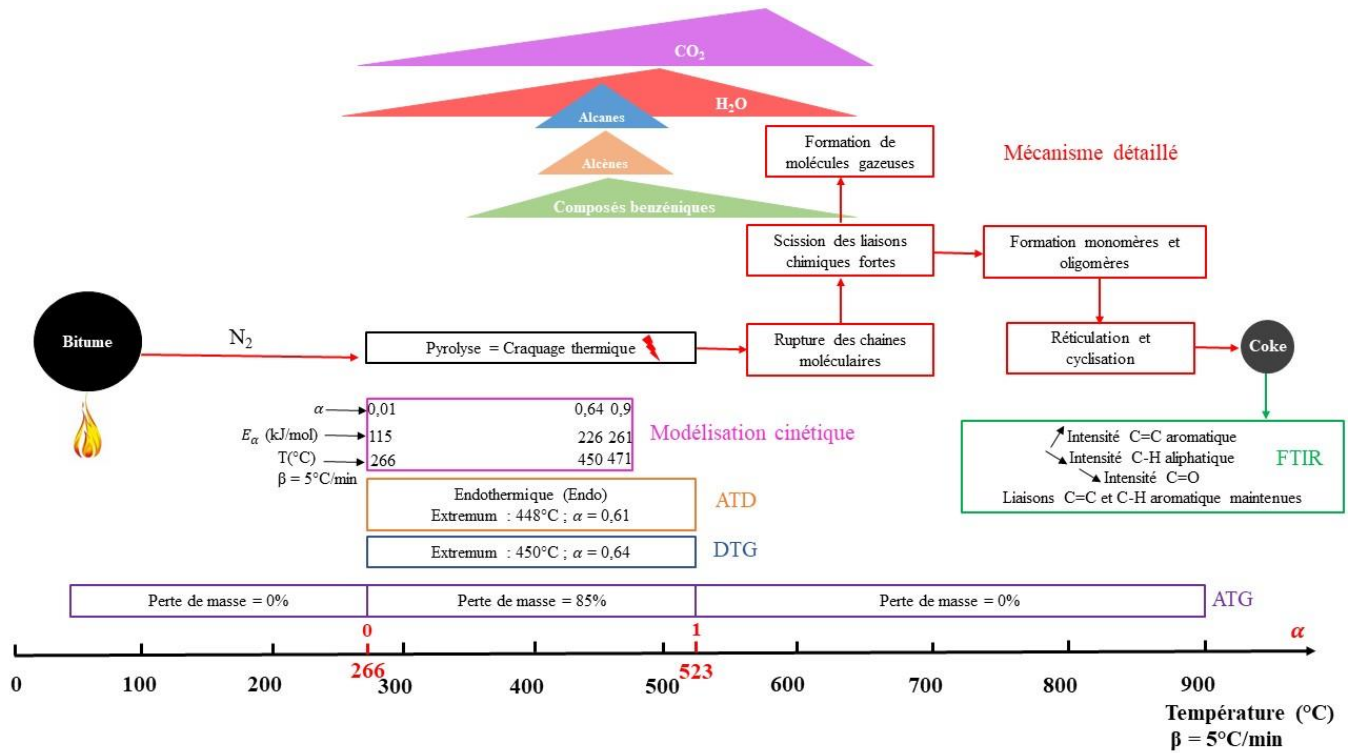 CO₂
H₂O
Alcanes
Alcènes
Composés benzéniques
Formation de
molécules gazeuses
Mécanisme détaillé
Scission des liaisons
chimiques fortes
Formation monomères et
oligomères
Bitume
N₂
Pyrolyse = Craquage thermique
Rupture des chaines
moléculaires
Réticulation et
cyclisation
Coke
α 0,01 0,64 0,9
Eα (kJ/mol) 115 226 261
T(°C) 266 450 471
β = 5°C/min
Modélisation cinétique
Intensité C=C aromatique
Intensité C-H aliphatique
Intensité C=O
Liaisons C=C et C-H aromatique maintenues
FTIR
Endothermique (Endo)
Extremum : 448°C ; α = 0,61
ATD
Extremum : 450°C ; α = 0,64
DTG
Perte de masse = 0% Perte de masse = 85% Perte de masse = 0%
ATG
0 1 α
266 523
0 100 200 300 400 500 600 700 800 900
Température (°C)
β = 5°C/min